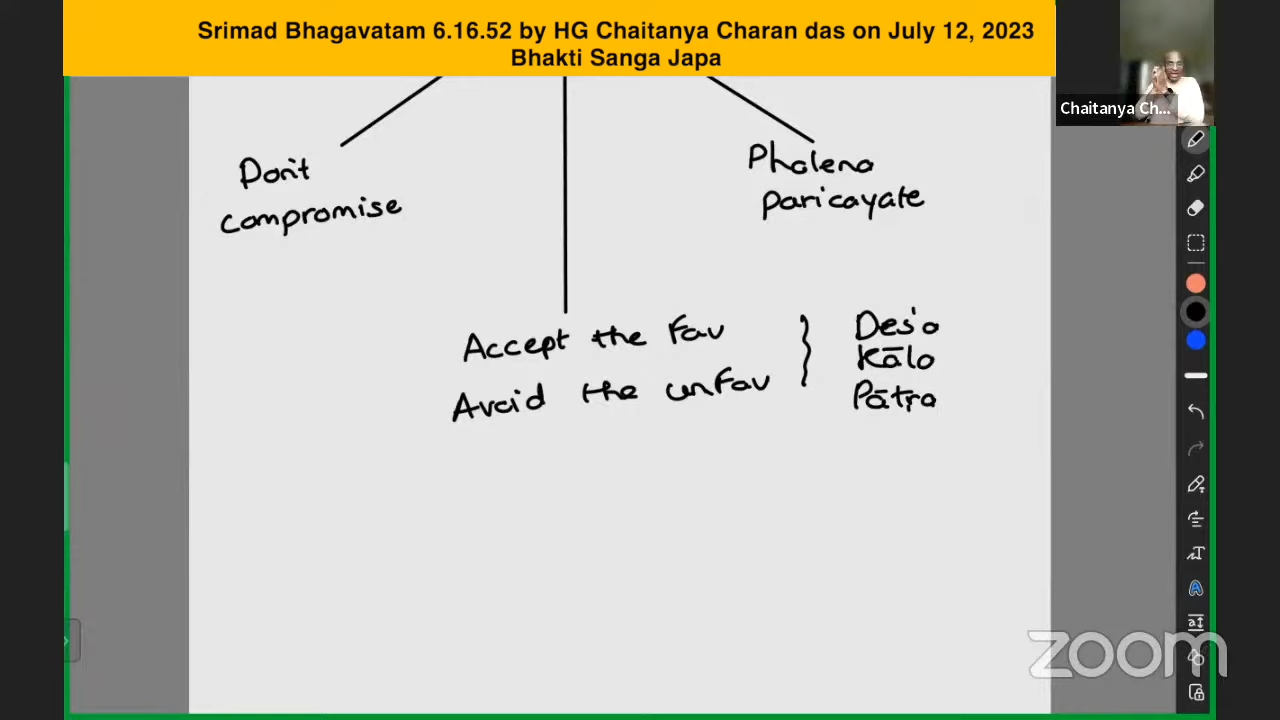 Srimad Bhagavatam 6.16.52 by HG Chaitanya Charan das on July 12, 2023
Bhakti Sanga Japa
Chaitanya Ch...
Don't
compromise
Phalena
paricayate
Accept the Fav
Avoid the unFav
Deśa
Kāla
Pātra
zoom